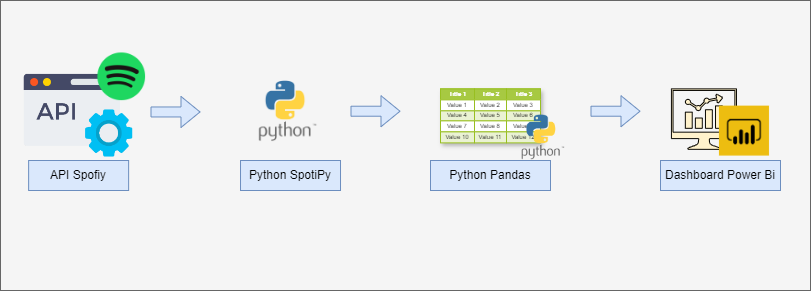 API
python™
Title 1 Title 2 Title 3
Value 1 Value 2 Value 3
Value 4 Value 5 Value 6
Value 7 Value 8 Value
Value 10 Value 11 Value
python™
API Spofiy
Python SpotiPy
Python Pandas
Dashboard Power Bi